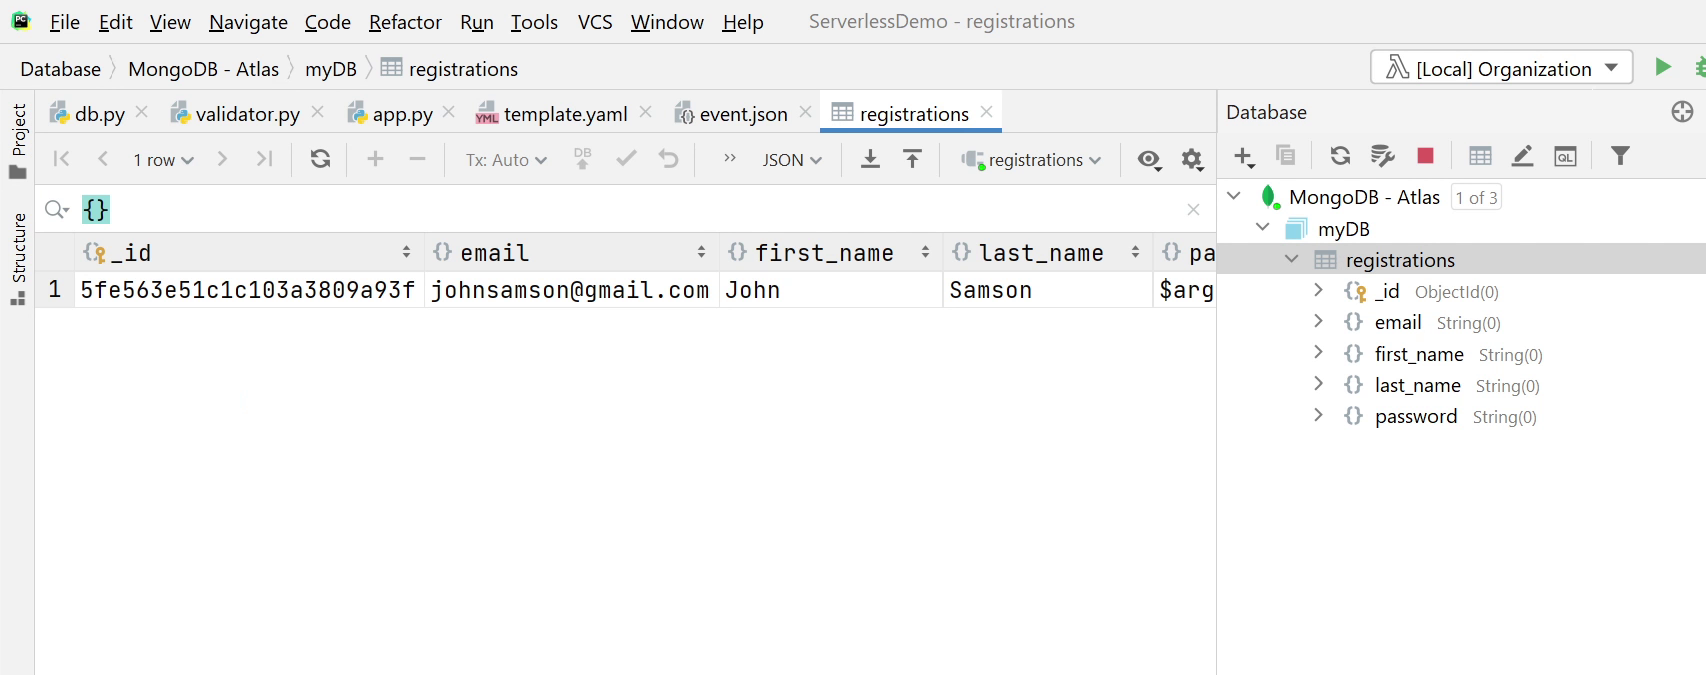 PC File Edit View Navigate Code Refactor Run Tools VCS Window Help ServerlessDemo - registrations
Database MongoDB - Atlas myDB registrations [Local] Organization
Project
Structure
db.py validator.py app.py YML template.yaml event.json registrations
1 row Tx: Auto DB >> JSON registrations
{}
_id email first_name last_name pa
1 5fe563e51c1c103a3809a93f johnsamson@gmail.com John Samson $arg
Database
QL
MongoDB - Atlas 1 of 3
myDB
registrations
_id ObjectId(0)
email String(0)
first_name String(0)
last_name String(0)
password String(0)